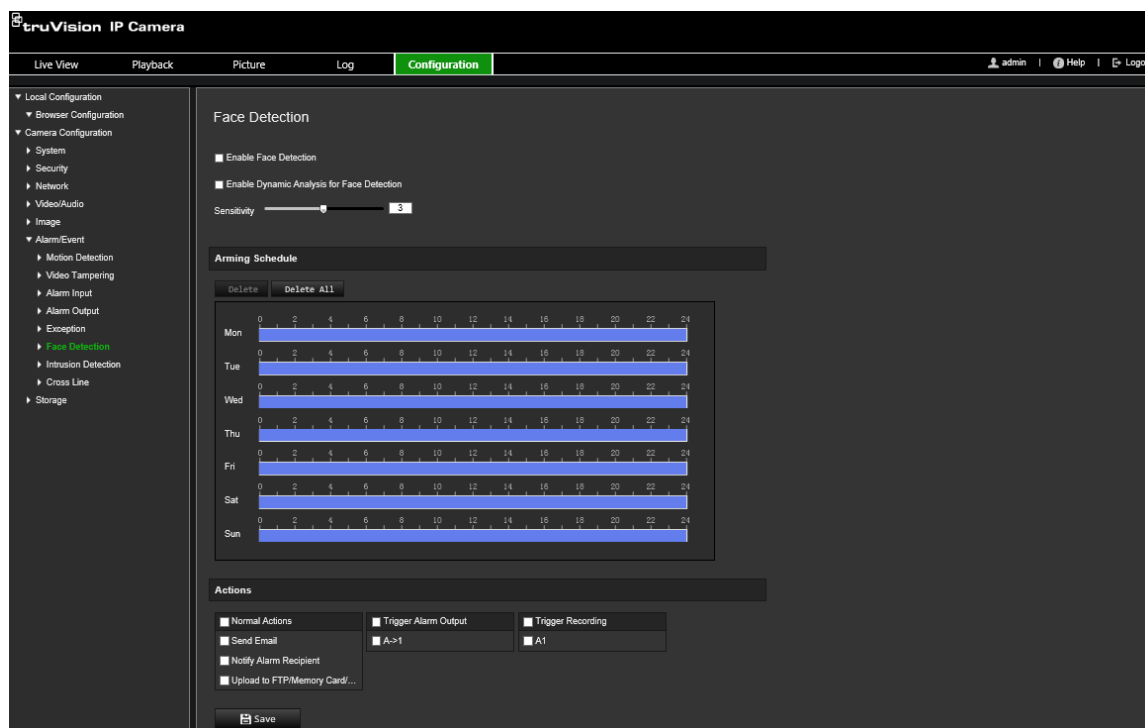 truVision IP Camera
Live View Playback Picture Log Configuration admin | Help | Logo
Local Configuration
Browser Configuration
Camera Configuration
System
Security
Network
Video/Audio
Image
Alarm/Event
Motion Detection
Video Tampering
Alarm Input
Alarm Output
Exception
Face Detection
Intrusion Detection
Cross Line
Storage
Face Detection
Enable Face Detection
Enable Dynamic Analysis for Face Detection
Sensitivity 3
Arming Schedule
Delete Delete All
0 2 4 6 8 10 12 14 16 18 20 22 24
Mon
0 2 4 6 8 10 12 14 16 18 20 22 24
Tue
0 2 4 6 8 10 12 14 16 18 20 22 24
Wed
0 2 4 6 8 10 12 14 16 18 20 22 24
Thu
0 2 4 6 8 10 12 14 16 18 20 22 24
Fri
0 2 4 6 8 10 12 14 16 18 20 22 24
Sat
0 2 4 6 8 10 12 14 16 18 20 22 24
Sun
Actions
Normal Actions Trigger Alarm Output Trigger Recording
Send Email A->1 A1
Notify Alarm Recipient
Upload to FTP/Memory Card/...
Save